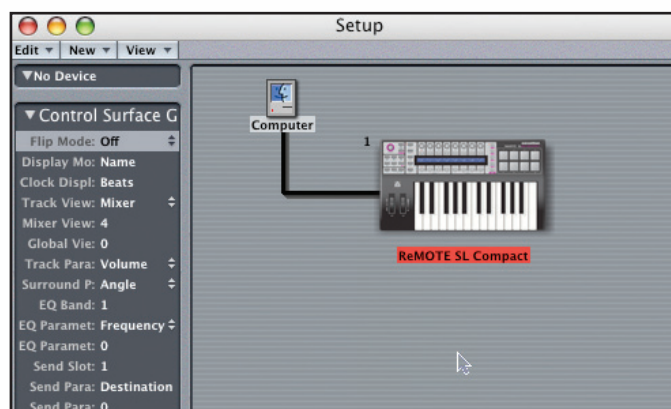 Setup
Edit New View
No Device
Control Surface G
Flip Mode: Off
Display Mo: Name
Clock Displ: Beats
Track View: Mixer
Mixer View: 4
Global Vie: 0
Track Para: Volume
Surround P: Angle
EQ Band: 1
EQ Paramet: Frequency
EQ Paramet: 0
Send Slot: 1
Send Para: Destination
Send Para: 0
Computer
1
ReMOTE SL Compact